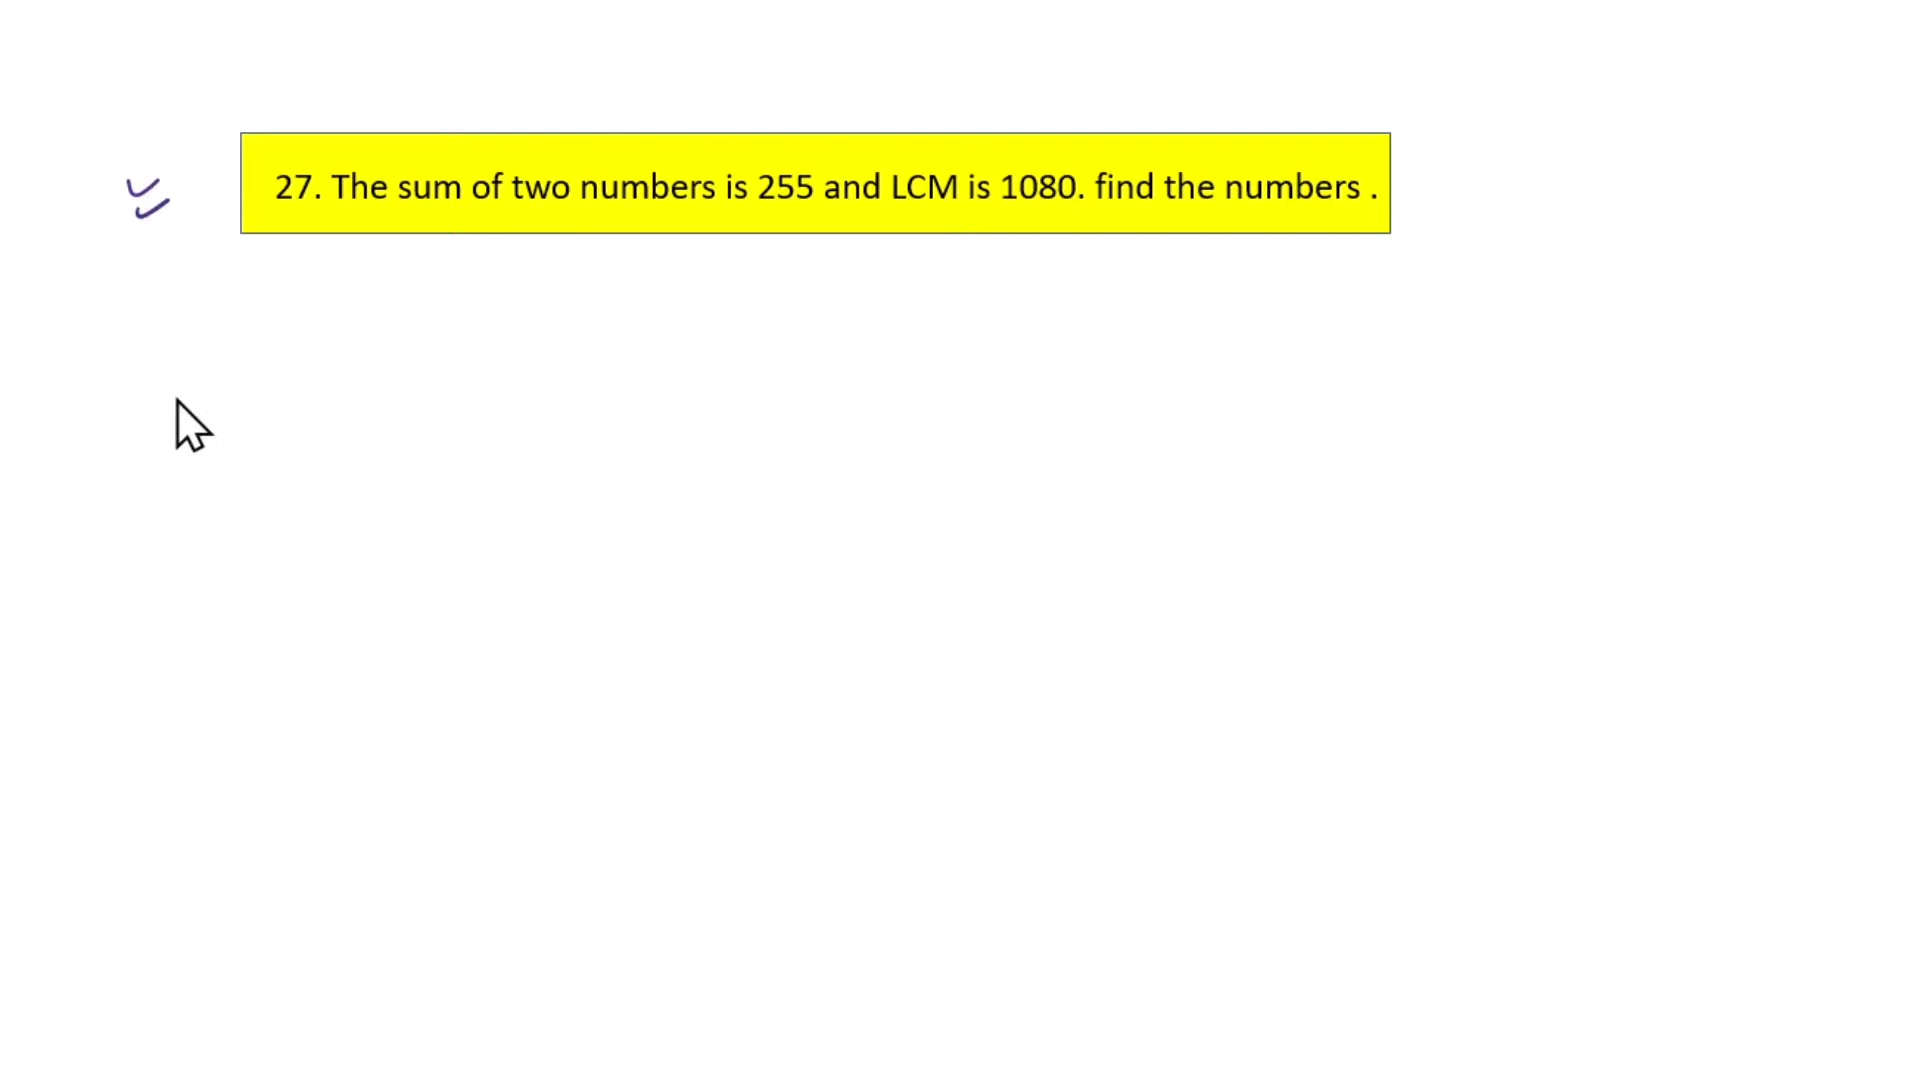 27. The sum of two numbers is 255 and LCM is 1080. find the numbers .